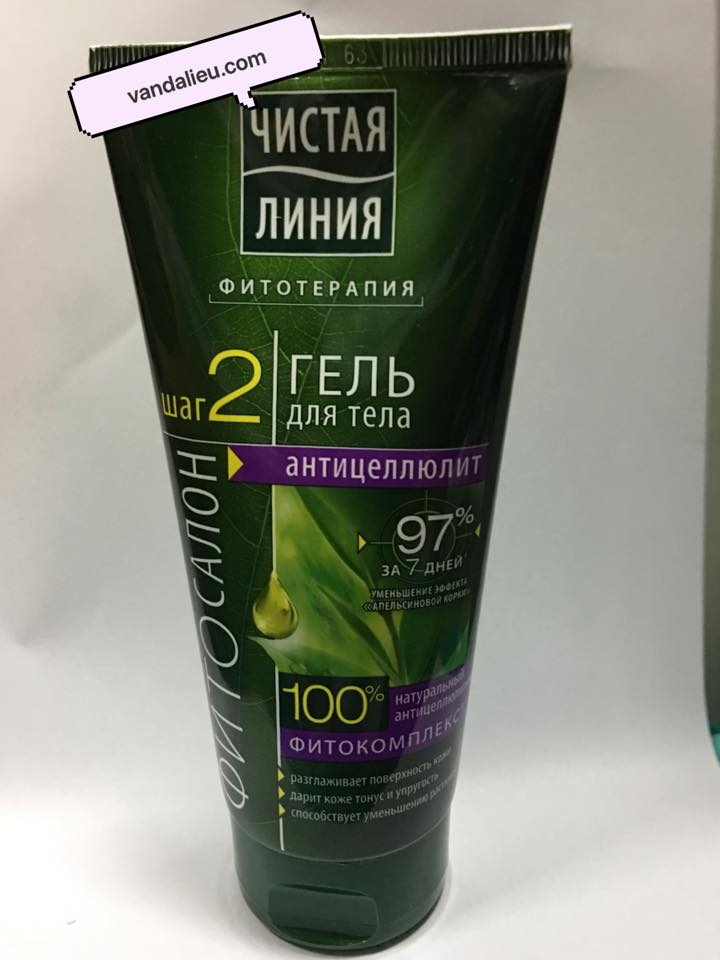 63
vandalieu.com
ЧИСТАЯ
ЛИНИЯ
ФИТОТЕРАПИЯ
шаг 2
ГЕЛЬ
для тела
антицеллюлит
ФИТОСАЛОН
97%
ЗА 7 ДНЕЙ*
УМЕНЬШЕНИЕ ЭФФЕКТА
«АПЕЛЬСИНОВОЙ КОРКИ»
100%
натуральный
ФИТОКОМПЛЕКС
разглаживает поверхность кожи
дарит коже тонус и упругость
способствует уменьшению